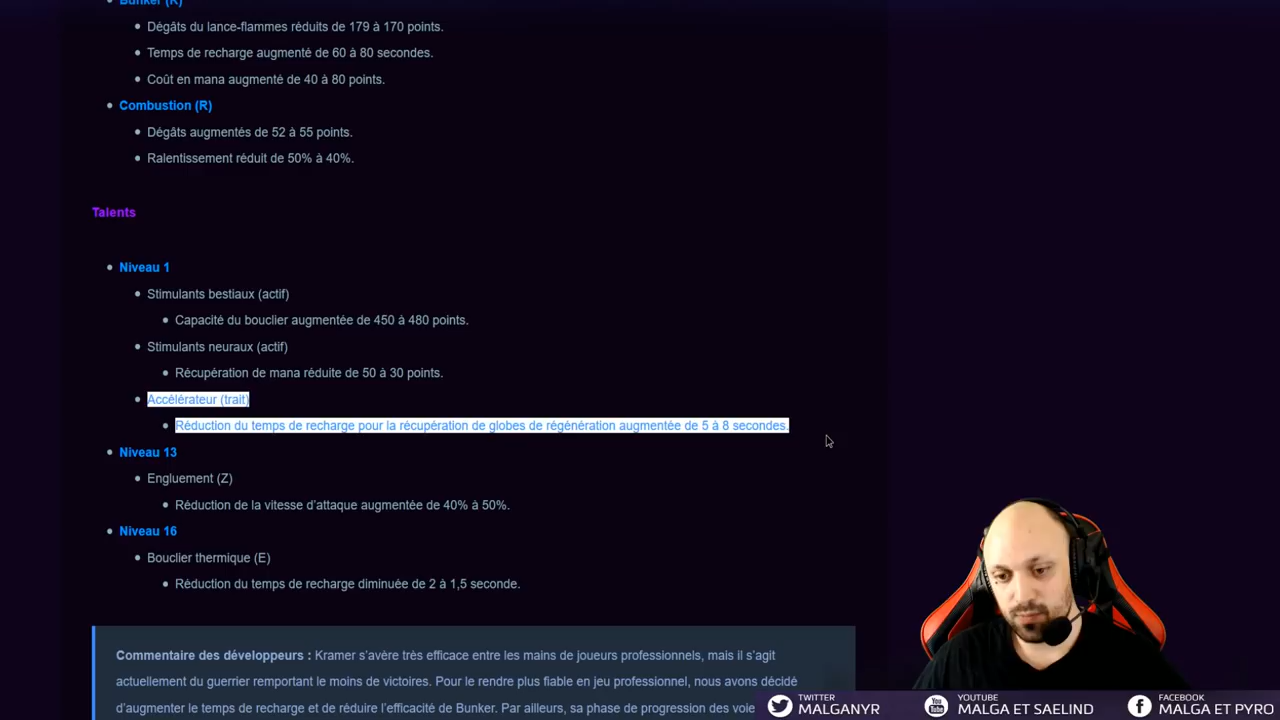 Bunker (R)
Dégâts du lance-flammes réduits de 179 à 170 points.
Temps de recharge augmenté de 60 à 80 secondes.
Coût en mana augmenté de 40 à 80 points.
Combustion (R)
Dégâts augmentés de 52 à 55 points.
Ralentissement réduit de 50% à 40%.
Talents
Niveau 1
Stimulants bestiaux (actif)
Capacité du bouclier augmentée de 450 à 480 points.
Stimulants neuraux (actif)
Récupération de mana réduite de 50 à 30 points.
Accélérateur (trait)
Réduction du temps de recharge pour la récupération de globes de régénération augmentée de 5 à 8 secondes.
Niveau 13
Engluement (Z)
Réduction de la vitesse d'attaque augmentée de 40% à 50%.
Niveau 16
Bouclier thermique (E)
Réduction du temps de recharge diminuée de 2 à 1,5 seconde.
Commentaire des développeurs : Kramer s'avère très efficace entre les mains de joueurs professionnels, mais il s'agit
actuellement du guerrier remportant le moins de victoires. Pour le rendre plus fiable en jeu professionnel, nous avons décidé
d'augmenter le temps de recharge et de réduire l'efficacité de Bunker. Par ailleurs, sa phase de progression des voie
TWITTER
MALGANYR
YOUTUBE
MALGA ET SAELIND
FACEBOOK
MALGA ET PYRO